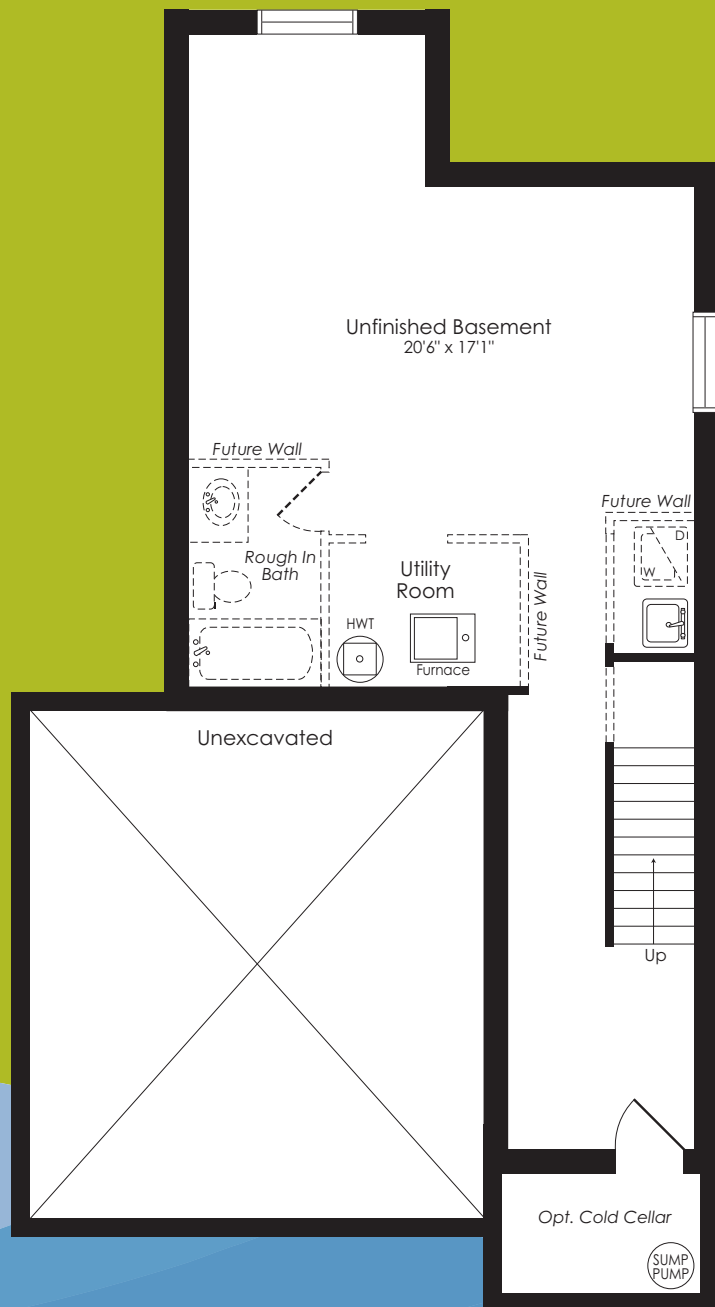 Unfinished Basement
20'6" x 17'1"
Future Wall
Future Wall
Rough In
Bath
Utility
Room
D
W
HWT
Furnace
Future Wall
Unexcavated
Up
Opt. Cold Cellar
SUMP
PUMP